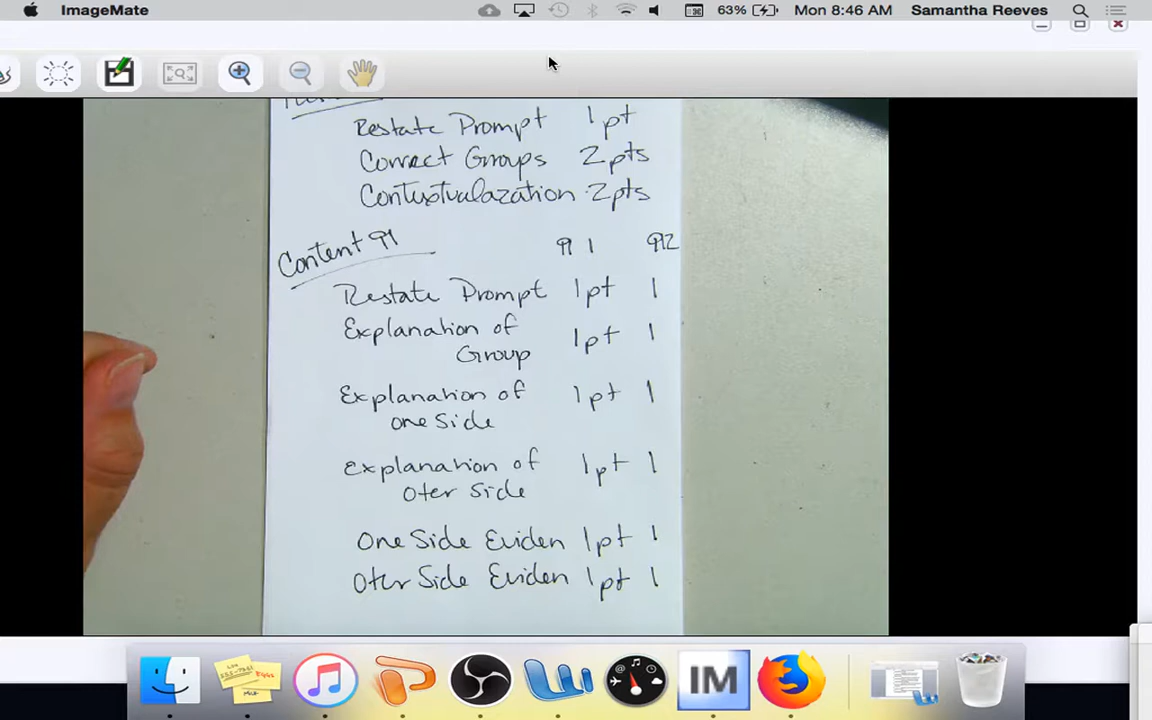 ImageMate 63% Mon 8:46 AM Samantha Reeves
Restate Prompt 1pt
Correct Groups 2pts
Contextualazation 2pts
Content ¶ ¶1 ¶2
Restate Prompt 1pt 1
Explanation of
Group 1pt 1
Explanation of 1pt 1
one Side
Explanation of 1pt 1
Oter Side
One Side Eviden 1pt 1
Oter Side Eviden 1pt 1
IM